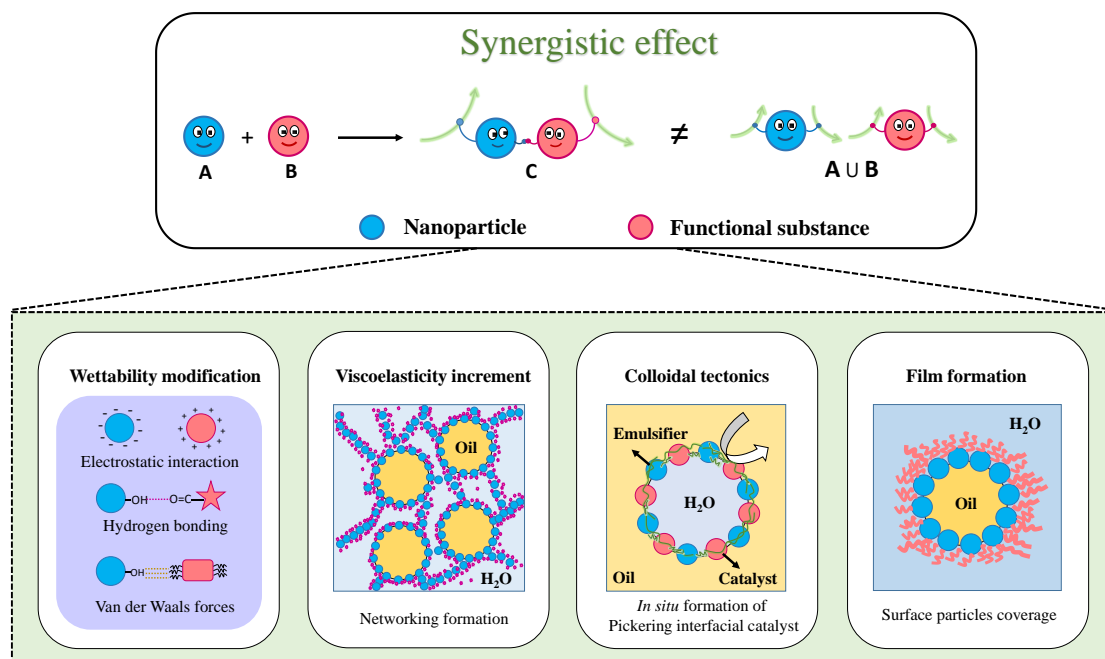 Synergistic effect
A + B C ≠ A ∪ B
Nanoparticle Functional substance
Wettability modification
Electrostatic interaction
-OH O=C
Hydrogen bonding
-OH
Van der Waals forces
Viscoelasticity increment
Oil
H₂O
Networking formation
Colloidal tectonics
Emulsifier
H₂O
Oil
Catalyst
In situ formation of
Pickering interfacial catalyst
Film formation
H₂O
Oil
Surface particles coverage